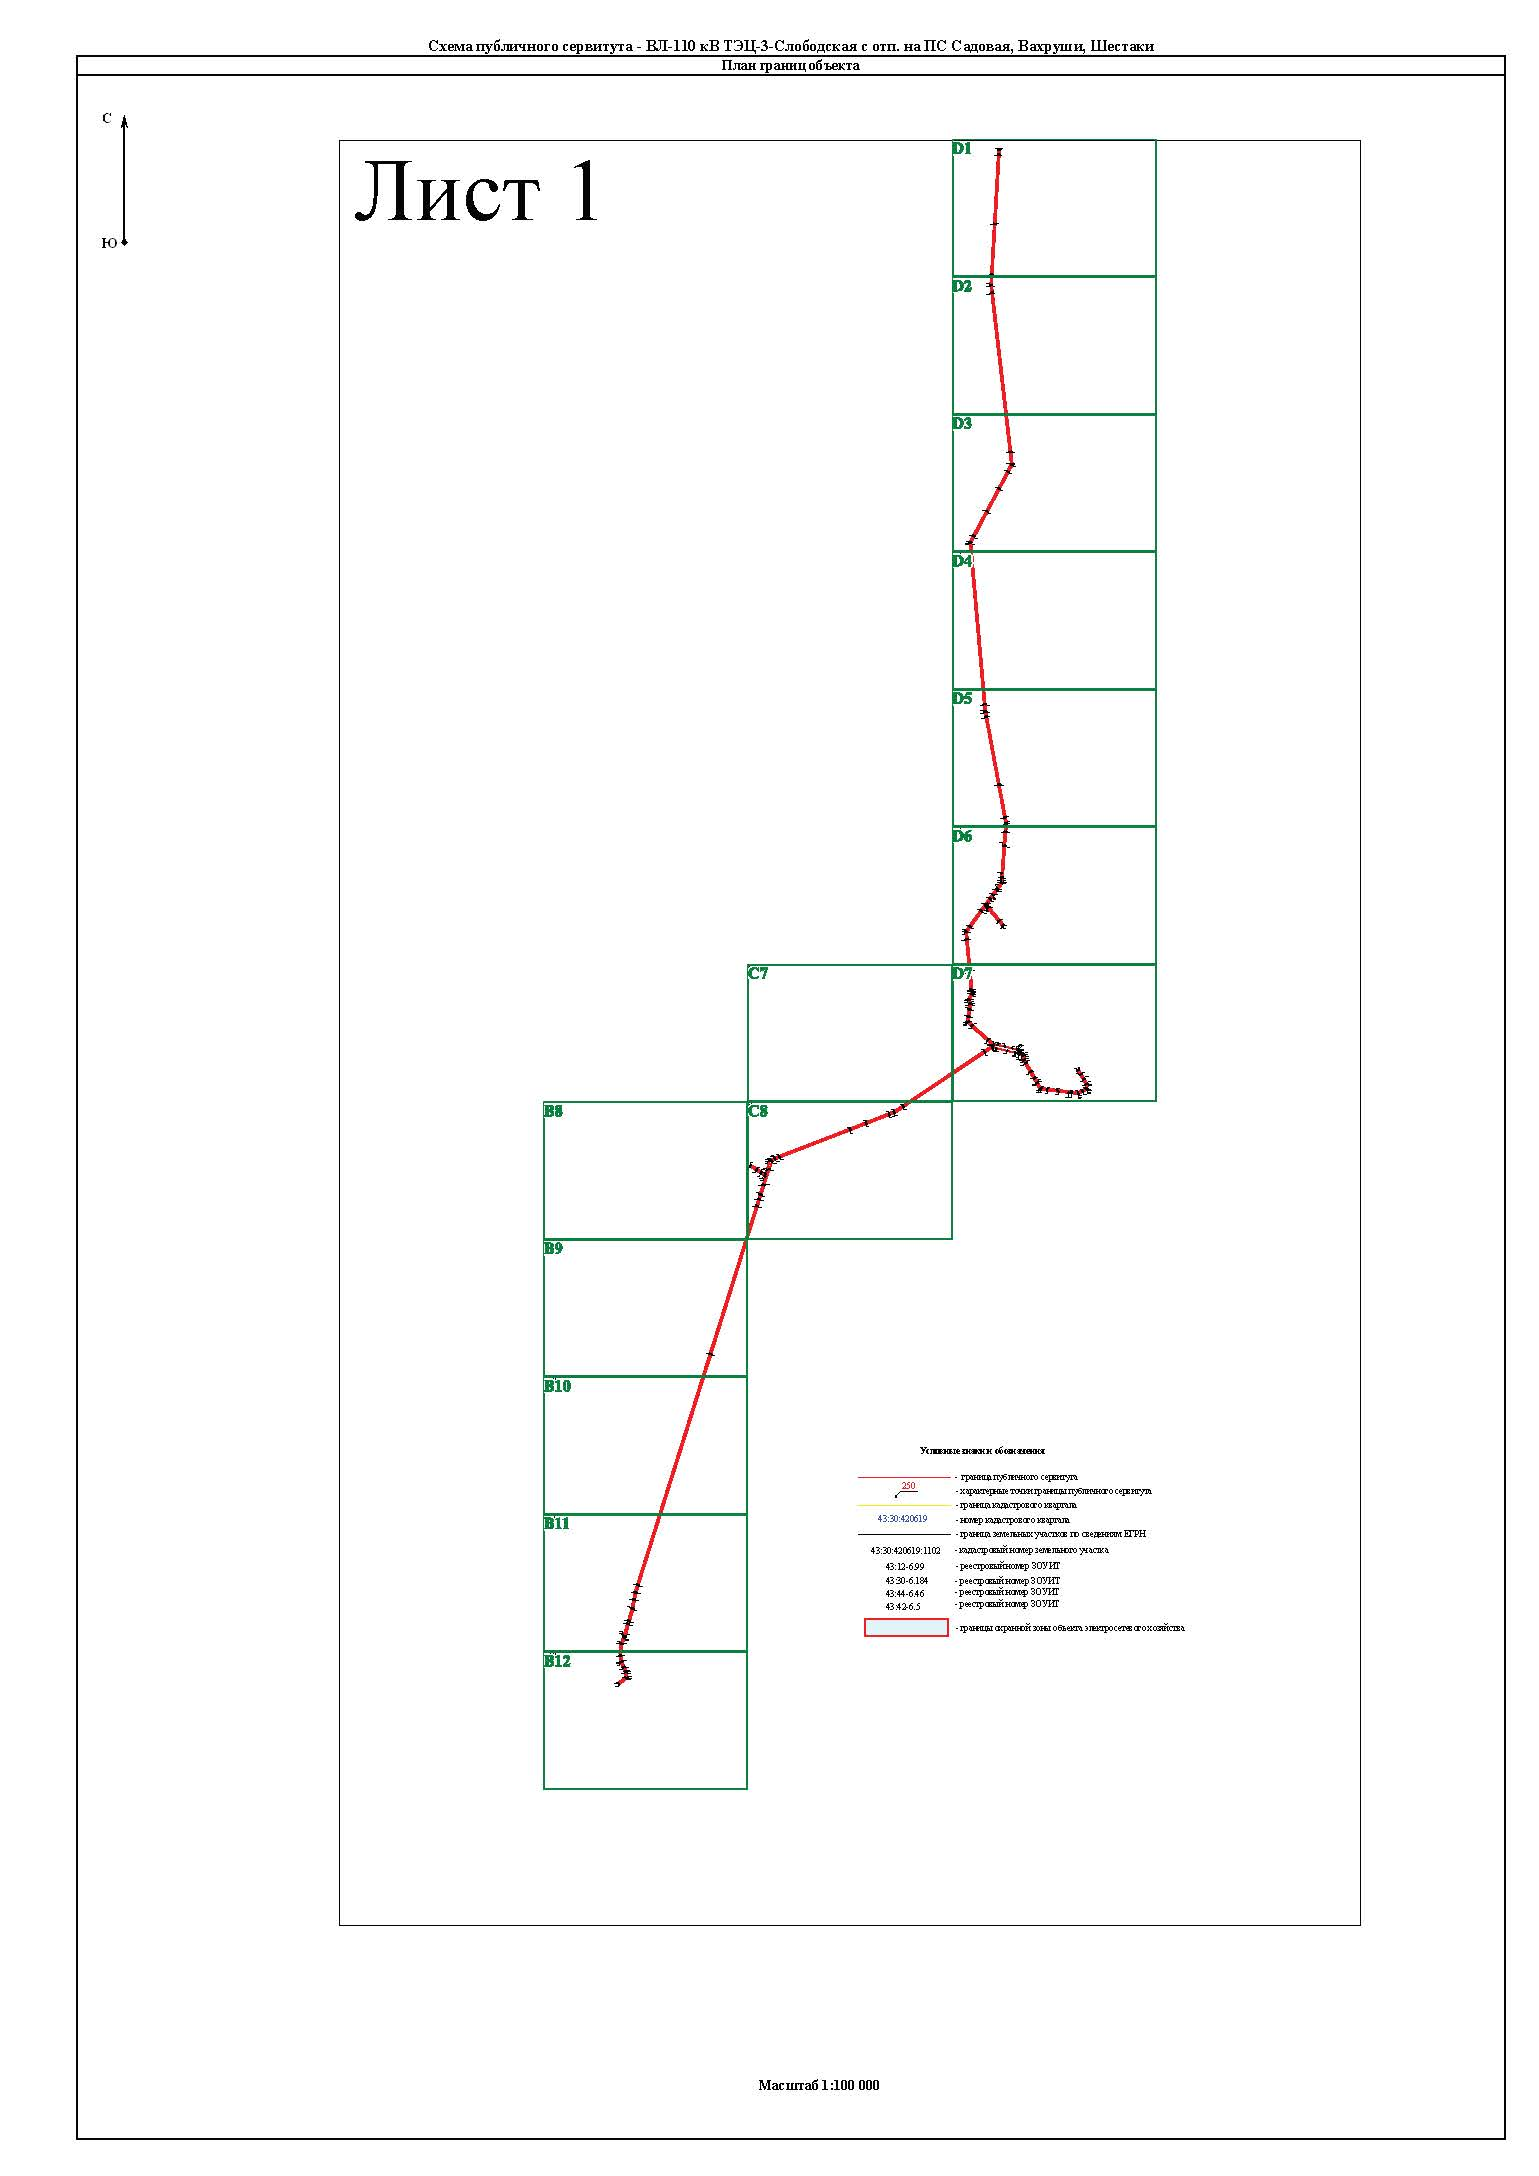 Схема публичного сервитута - ВЛ-110 кВ ТЭЦ-3-Слободская с отп. на ПС Садовая, Вахруши, Шестаки
План границ объекта
С
Ю
Лист 1
D1
D2
D3
D4
D5
D6
C7
D7
B8
C8
B9
B10
B11
B12
Условные знаки и обозначения
- граница публичного сервитута
250 - характерные точки границы публичного сервитута
- граница кадастрового квартала
43:30:420619 - номер кадастрового квартала
- граница земельных участков по сведениям ЕГРН
43:30:420619:1102 - кадастровый номер земельного участка
43:12-6.99 - реестровый номер ЗОУИТ
43:30-6.184 - реестровый номер ЗОУИТ
43:44-6.46 - реестровый номер ЗОУИТ
43:42-6.5 - реестровый номер ЗОУИТ
- границы охранной зоны объекта электросетевого хозяйства
Масштаб 1:100 000